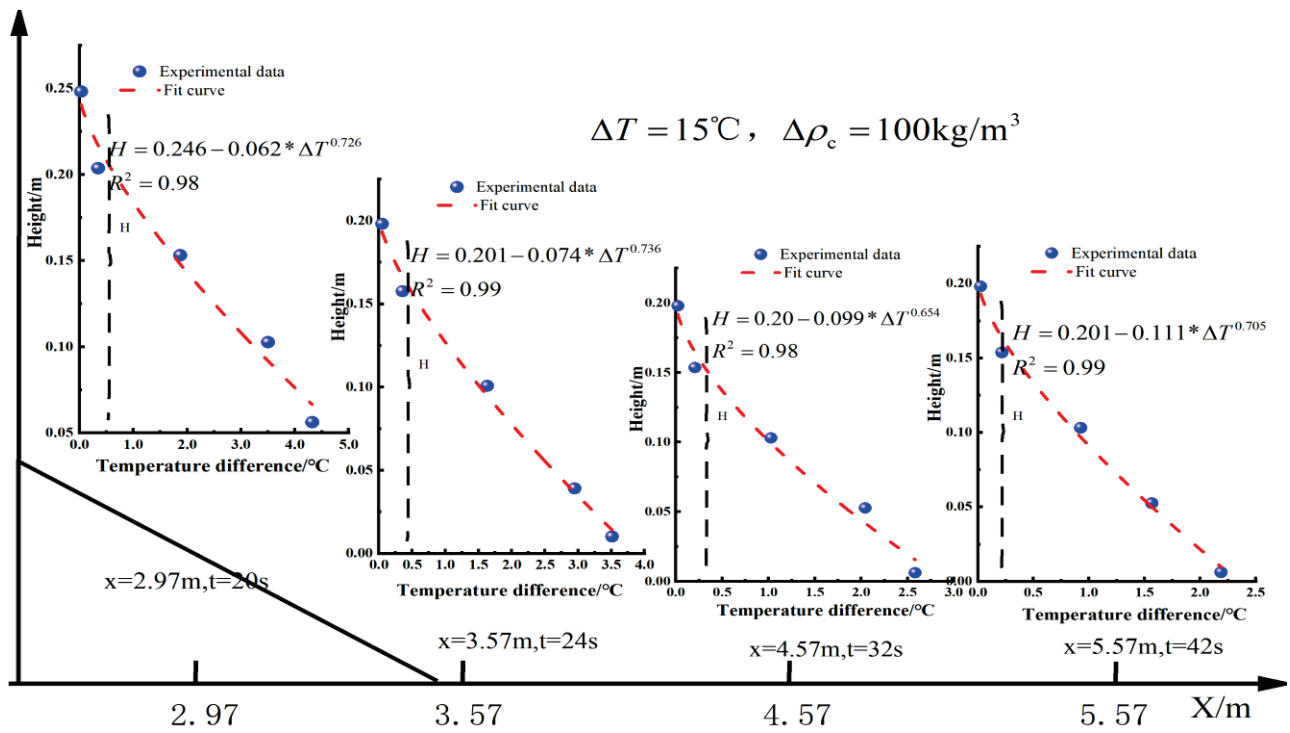 ΔT = 15℃, Δρc = 100kg/m³
Experimental data
Fit curve
H = 0.246 − 0.062 * ΔT^0.726
R² = 0.98
H
Height/m
0.25
0.20
0.15
0.10
0.05
0.0 1.0 2.0 3.0 4.0 5.0
Temperature difference/°C
x=2.97m,t=20s
Experimental data
Fit curve
H = 0.201 − 0.074 * ΔT^0.736
R² = 0.99
H
Height/m
0.20
0.15
0.10
0.05
0.00
0.0 0.5 1.0 1.5 2.0 2.5 3.0 3.5 4.0
Temperature difference/°C
x=3.57m,t=24s
Experimental data
Fit curve
H = 0.20 − 0.099 * ΔT^0.654
R² = 0.98
H
Height/m
0.20
0.15
0.10
0.05
0.00
0.0 0.5 1.0 1.5 2.0 2.5 3.0
Temperature difference/°C
x=4.57m,t=32s
Experimental data
Fit curve
H = 0.201 − 0.111 * ΔT^0.705
R² = 0.99
H
Height/m
0.20
0.15
0.10
0.05
0.00
0.0 0.5 1.0 1.5 2.0 2.5
Temperature difference/°C
x=5.57m,t=42s
2.97 3.57 4.57 5.57 X/m